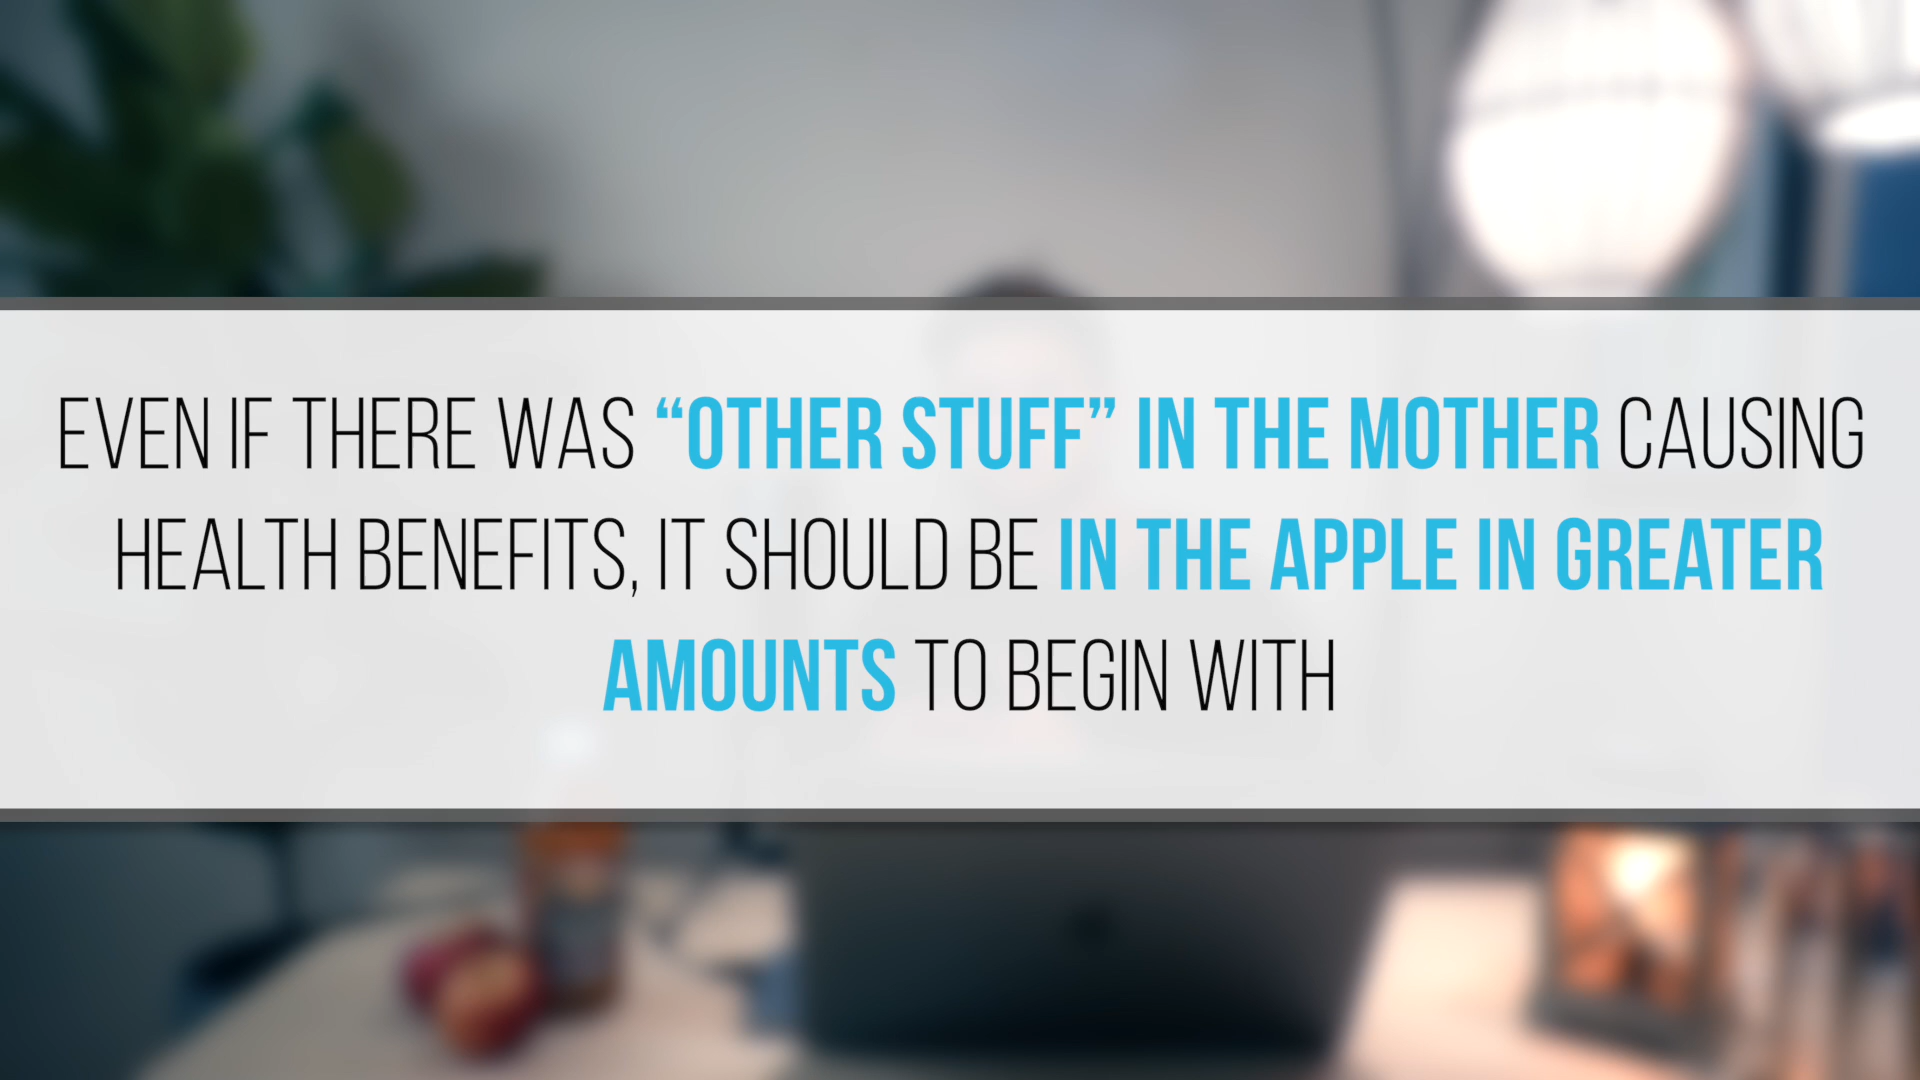 EVEN IF THERE WAS “OTHER STUFF” IN THE MOTHER CAUSING
HEALTH BENEFITS, IT SHOULD BE IN THE APPLE IN GREATER
AMOUNTS TO BEGIN WITH